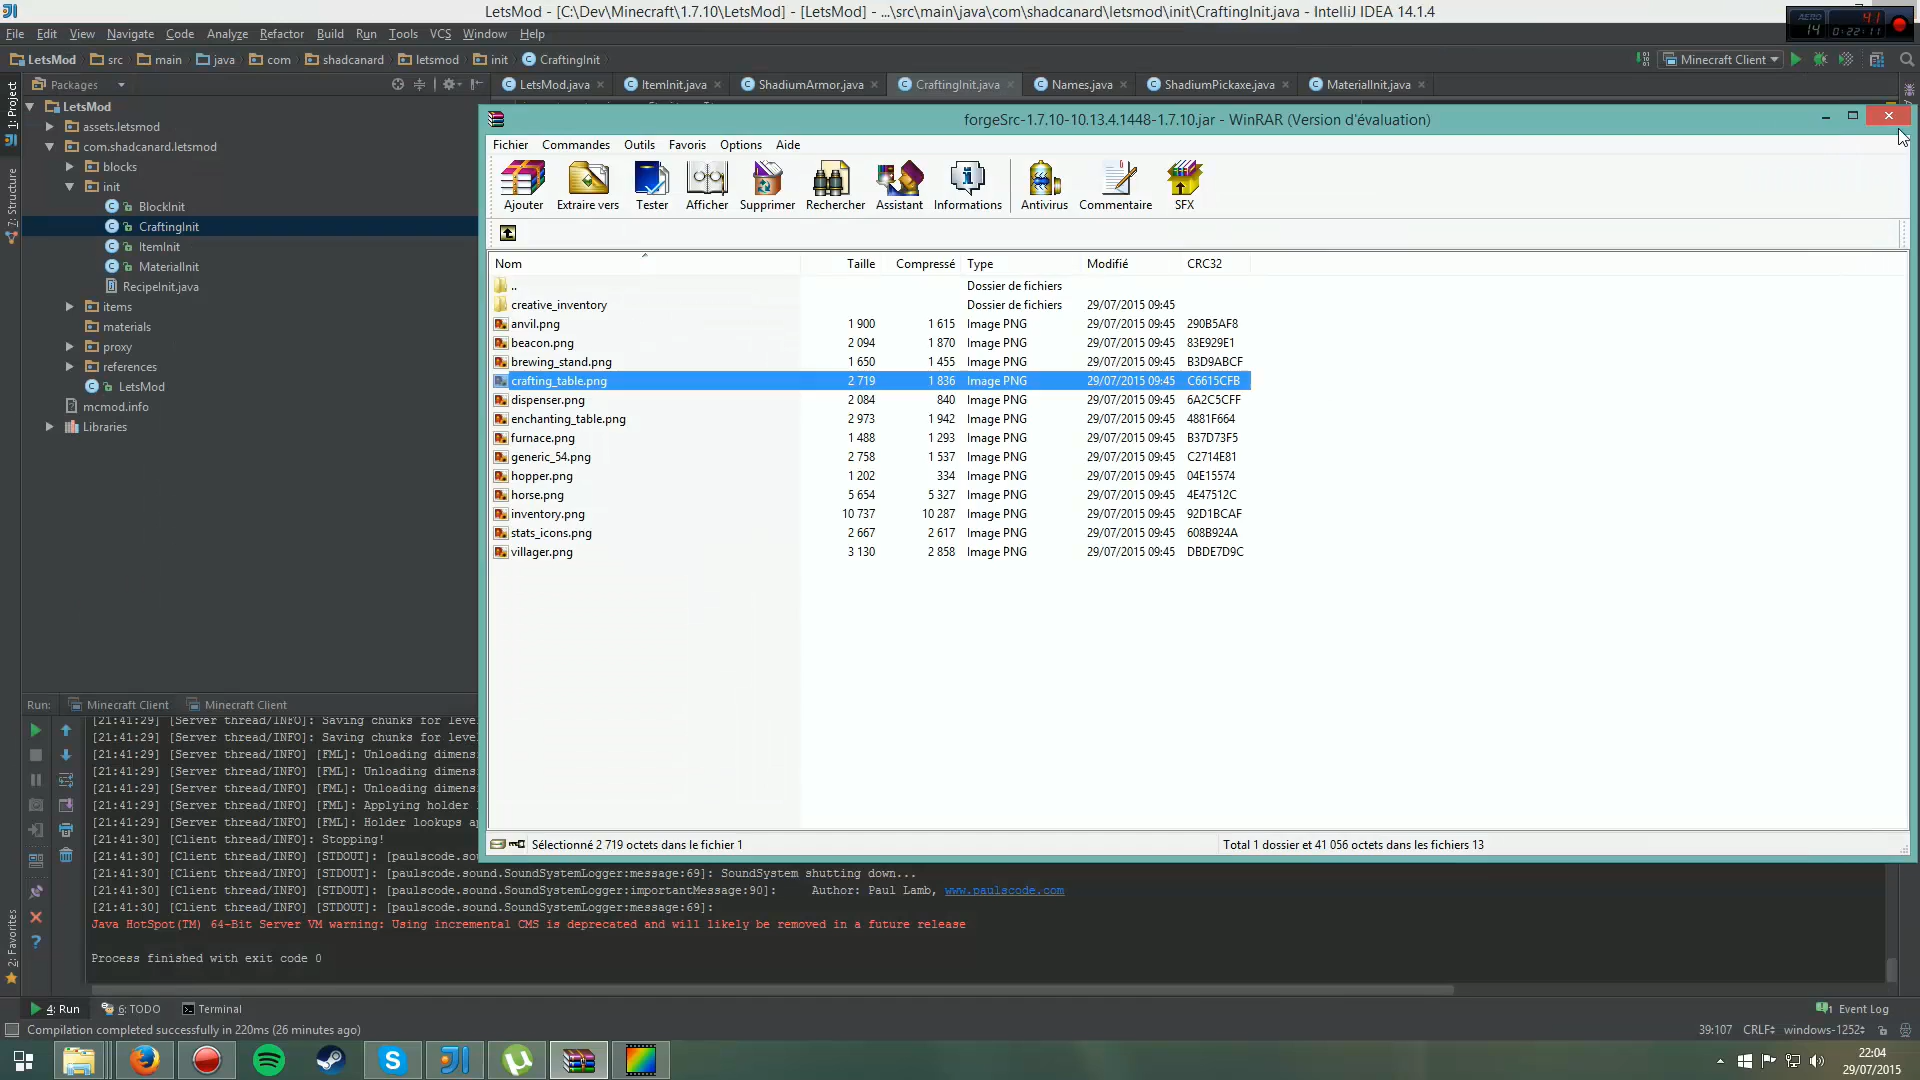 LetsMod - [C:\Dev\Minecraft\1.7.10\LetsMod] - [LetsMod] - ...\src\main\java\com\shadcanard\letsmod\init\CraftingInit.java - IntelliJ IDEA 14.1.4
File Edit View Navigate Code Analyze Refactor Build Run Tools VCS Window Help
AERO 14 41 0:22:11
LetsMod src main java com shadcanard letsmod init CraftingInit
Minecraft Client
Packages
LetsMod.java ItemInit.java ShadiumArmor.java CraftingInit.java Names.java ShadiumPickaxe.java MaterialInit.java
1: Project
7: Structure
2: Favorites
LetsMod
assets.letsmod
com.shadcanard.letsmod
blocks
init
BlockInit
CraftingInit
ItemInit
MaterialInit
RecipeInit.java
items
materials
proxy
references
LetsMod
mcmod.info
Libraries
forgeSrc-1.7.10-10.13.4.1448-1.7.10.jar - WinRAR (Version d'évaluation)
Fichier Commandes Outils Favoris Options Aide
Ajouter Extraire vers Tester Afficher Supprimer Rechercher Assistant Informations Antivirus Commentaire SFX
Nom Taille Compressé Type Modifié CRC32
.. Dossier de fichiers
creative_inventory Dossier de fichiers 29/07/2015 09:45
anvil.png 1 900 1 615 Image PNG 29/07/2015 09:45 290B5AF8
beacon.png 2 094 1 870 Image PNG 29/07/2015 09:45 83E929E1
brewing_stand.png 1 650 1 455 Image PNG 29/07/2015 09:45 B3D9ABCF
crafting_table.png 2 719 1 836 Image PNG 29/07/2015 09:45 C6615CFB
dispenser.png 2 084 840 Image PNG 29/07/2015 09:45 6A2C5CFF
enchanting_table.png 2 973 1 942 Image PNG 29/07/2015 09:45 4881F664
furnace.png 1 488 1 293 Image PNG 29/07/2015 09:45 B37D73F5
generic_54.png 2 758 1 537 Image PNG 29/07/2015 09:45 C2714E81
hopper.png 1 202 334 Image PNG 29/07/2015 09:45 04E15574
horse.png 5 654 5 327 Image PNG 29/07/2015 09:45 4E47512C
inventory.png 10 737 10 287 Image PNG 29/07/2015 09:45 92D1BCAF
stats_icons.png 2 667 2 617 Image PNG 29/07/2015 09:45 608B924A
villager.png 3 130 2 858 Image PNG 29/07/2015 09:45 DBDE7D9C
Sélectionné 2 719 octets dans le fichier 1
Total 1 dossier et 41 056 octets dans les fichiers 13
Run: Minecraft Client Minecraft Client
[21:41:29] [Server thread/INFO]: Saving chunks for leve
[21:41:29] [Server thread/INFO]: Saving chunks for leve
[21:41:29] [Server thread/INFO] [FML]: Unloading dimens
[21:41:29] [Server thread/INFO] [FML]: Unloading dimens
[21:41:29] [Server thread/INFO] [FML]: Unloading dimens
[21:41:29] [Server thread/INFO] [FML]: Applying holder
[21:41:29] [Server thread/INFO] [FML]: Holder lookups a
[21:41:30] [Client thread/INFO]: Stopping!
[21:41:30] [Client thread/INFO] [STDOUT]: [paulscode.sou
[21:41:30] [Client thread/INFO] [STDOUT]: [paulscode.sound.SoundSystemLogger:message:69]: SoundSystem shutting down...
[21:41:30] [Client thread/INFO] [STDOUT]: [paulscode.sound.SoundSystemLogger:importantMessage:90]: Author: Paul Lamb, www.paulscode.com
[21:41:30] [Client thread/INFO] [STDOUT]: [paulscode.sound.SoundSystemLogger:message:69]:
Java HotSpot(TM) 64-Bit Server VM warning: Using incremental CMS is deprecated and will likely be removed in a future release
Process finished with exit code 0
4: Run 6: TODO Terminal Event Log
Compilation completed successfully in 220ms (26 minutes ago)
39:107 CRLF windows-1252
22:04
29/07/2015